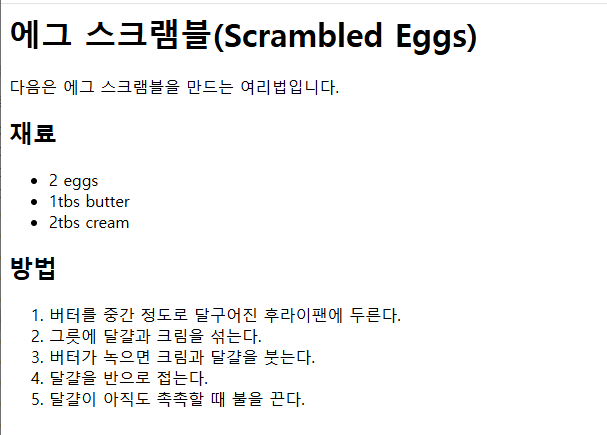 에그 스크램블(Scrambled Eggs)
다음은 에그 스크램블을 만드는 여리법입니다.
재료
• 2 eggs
• 1tbs butter
• 2tbs cream
방법
1. 버터를 중간 정도로 달구어진 후라이팬에 두른다.
2. 그릇에 달걀과 크림을 섞는다.
3. 버터가 녹으면 크림과 달걀을 붓는다.
4. 달걀을 반으로 접는다.
5. 달걀이 아직도 촉촉할 때 불을 끈다.